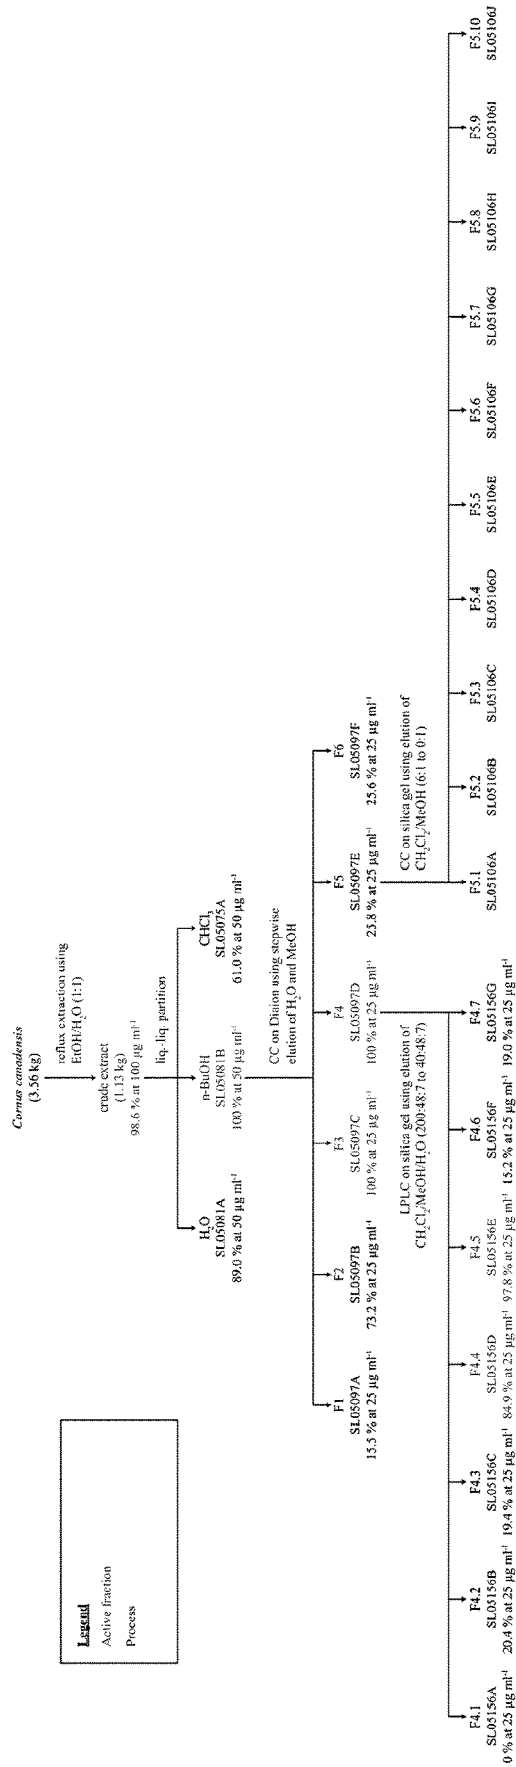 Cornus canadensis
(3.56 kg)
reflux extraction using
EtOH/H2O (1:1)
crude extract
(1.13 kg)
98.6 % at 100 µg ml-1
liq.-liq. partition
H2O
SL05081A
89.0 % at 50 µg ml-1
n-BuOH
SL05081B
100 % at 50 µg ml-1
CHCl3
SL05075A
61.0 % at 50 µg ml-1
CC on Diaion using stepwise
elution of H2O and MeOH
F1
SL05097A
15.5 % at 25 µg ml-1
F2
SL05097B
73.2 % at 25 µg ml-1
F3
SL05097C
100 % at 25 µg ml-1
F4
SL05097D
100 % at 25 µg ml-1
F5
SL05097E
25.8 % at 25 µg ml-1
F6
SL05097F
25.6 % at 25 µg ml-1
LPLC on silica gel using elution of
CH2Cl2/MeOH/H2O (200:48:7 to 40:48:7)
CC on silica gel using elution of
CH2Cl2/MeOH (6:1 to 0:1)
F4.1
SL05156A
0 % at 25 µg ml-1
F4.2
SL05156B
20.4 % at 25 µg ml-1
F4.3
SL05156C
19.4 % at 25 µg ml-1
F4.4
SL05156D
84.9 % at 25 µg ml-1
F4.5
SL05156E
97.8 % at 25 µg ml-1
F4.6
SL05156F
15.2 % at 25 µg ml-1
F4.7
SL05156G
19.0 % at 25 µg ml-1
F5.1
SL05106A
F5.2
SL05106B
F5.3
SL05106C
F5.4
SL05106D
F5.5
SL05106E
F5.6
SL05106F
F5.7
SL05106G
F5.8
SL05106H
F5.9
SL05106I
F5.10
SL05106J
Legend
Active fraction
Process